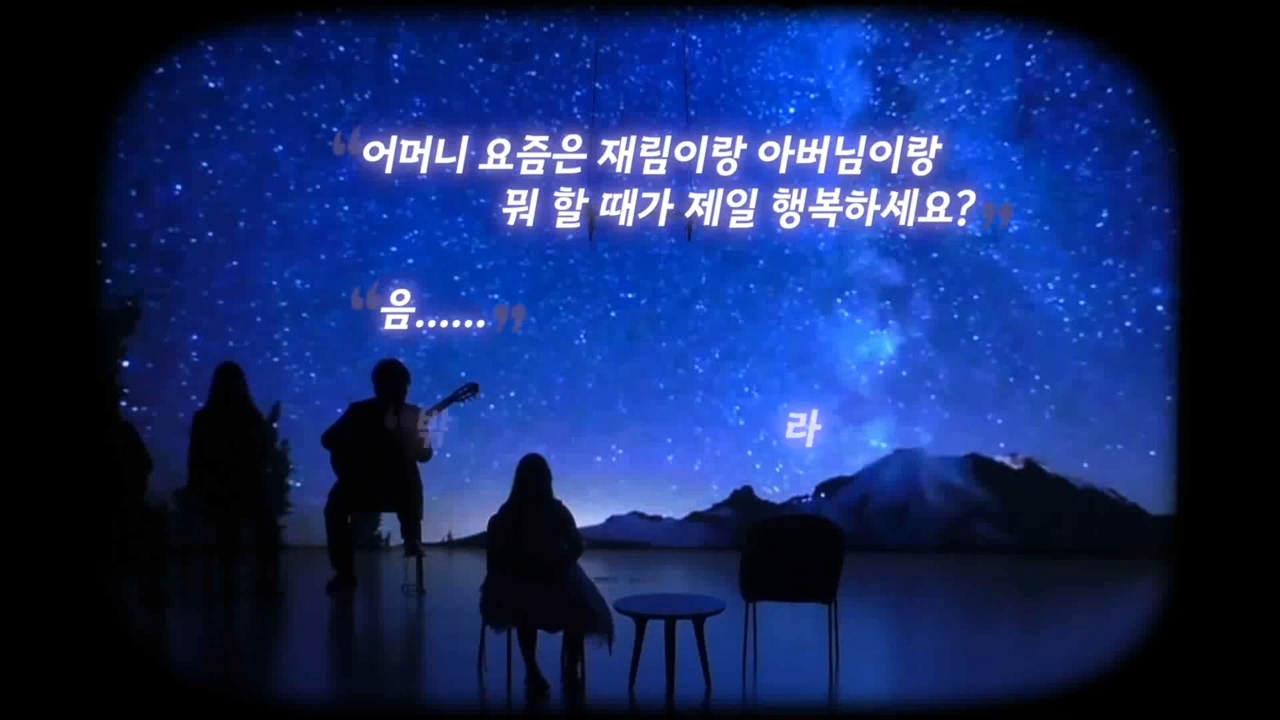 “어머니 요즘은 재림이랑 아버님이랑
뭐 할 때가 제일 행복하세요?”
“음......”
“밖 라